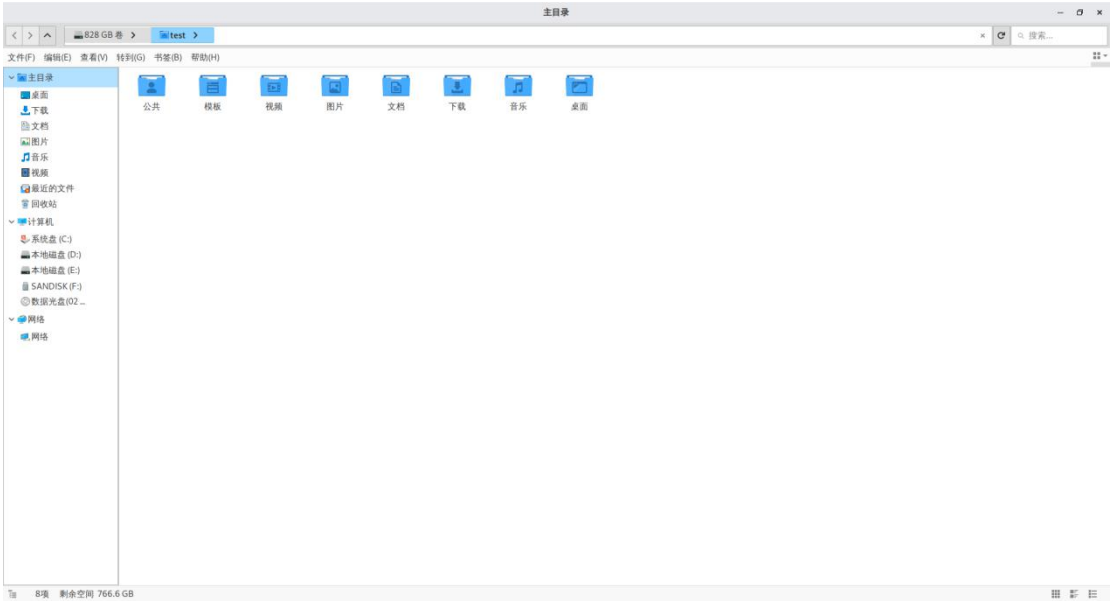 主目录
828 GB 卷
test
搜索...
文件(F) 编辑(E) 查看(V) 转到(G) 书签(B) 帮助(H)
主目录
桌面
下载
文档
图片
音乐
视频
最近的文件
回收站
计算机
系统盘 (C:)
本地磁盘 (D:)
本地磁盘 (E:)
SANDISK (F:)
数据光盘(02 ...
网络
网络
公共 模板 视频 图片 文档 下载 音乐 桌面
8项 剩余空间 766.6 GB